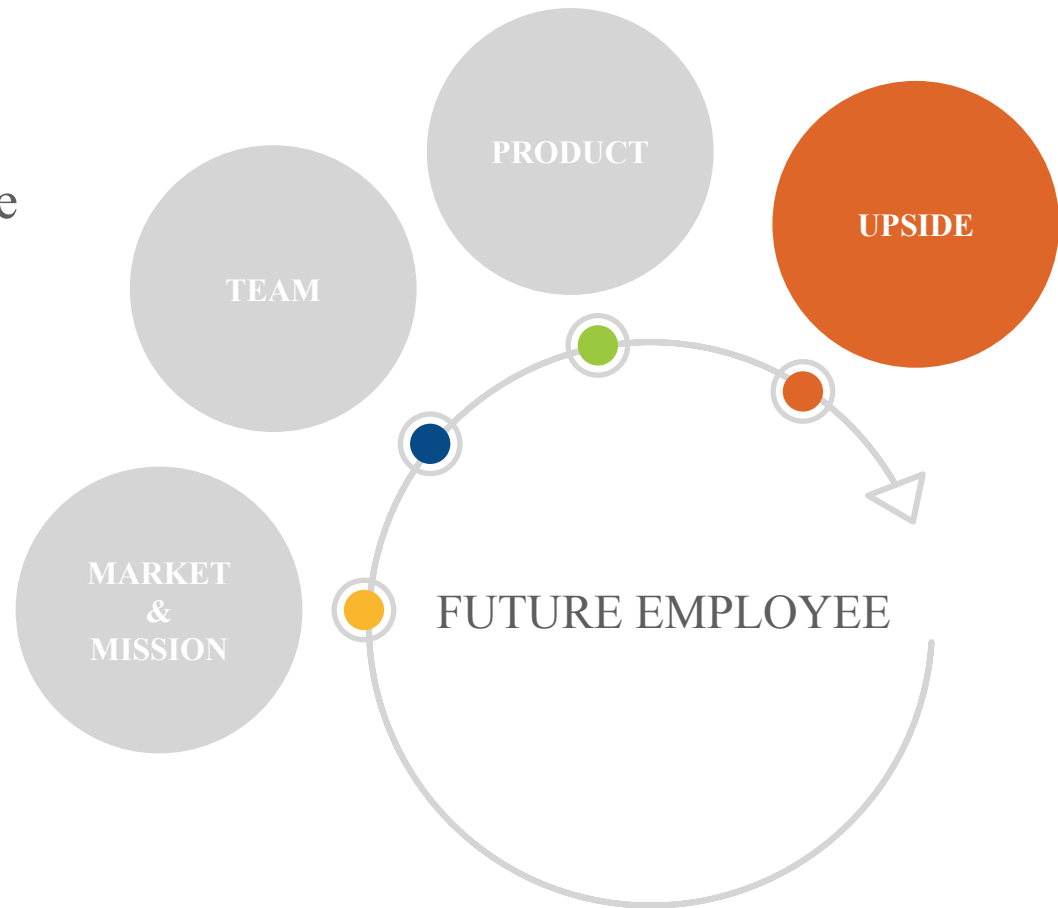 PRODUCT
UPSIDE
e
TEAM
MARKET
&
MISSION
FUTURE EMPLOYEE